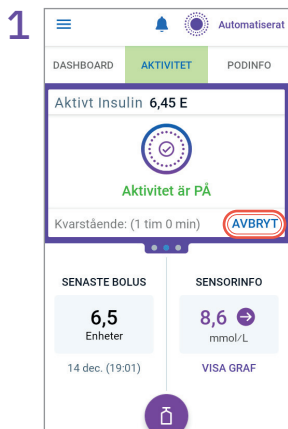 1
Automatiserat
DASHBOARD AKTIVITET PODINFO
Aktivt Insulin 6,45 E
Aktivitet är PÅ
Kvarstående: (1 tim 0 min) AVBRYT
SENASTE BOLUS SENSORINFO
6,5 8,6
Enheter mmol/L
14 dec. (19:01) VISA GRAF